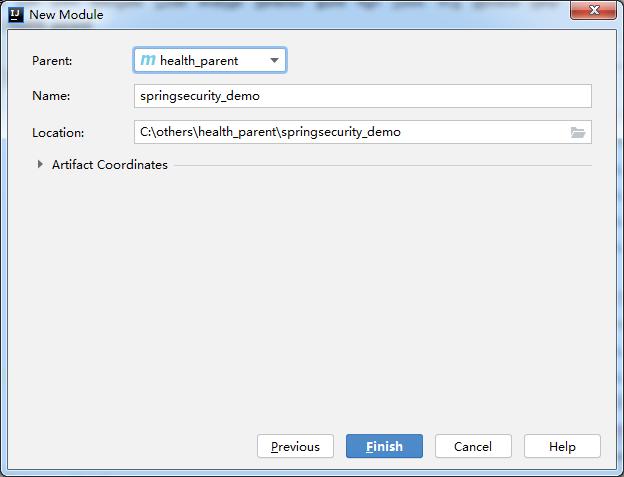 New Module
Parent: m health_parent
Name: springsecurity_demo
Location: C:\others\health_parent\springsecurity_demo
Artifact Coordinates
Previous Finish Cancel Help